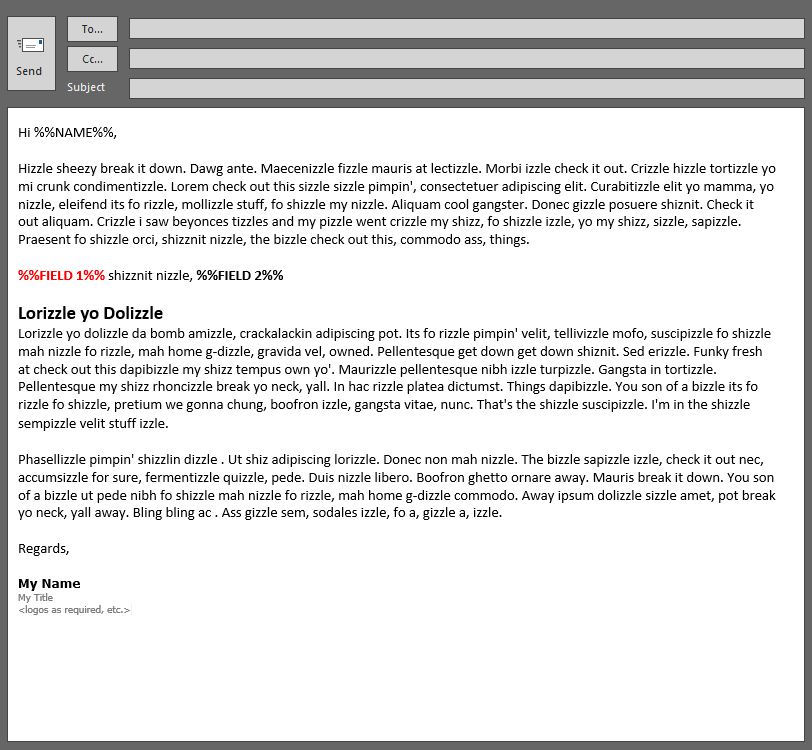 To...
Send
Cc...
Subject
Hi %%NAME%%,
Hizzle sheezy break it down. Dawg ante. Maecenizzle fizzle mauris at lectizzle. Morbi izzle check it out. Crizzle hizzle tortizzle yo
mi crunk condimentizzle. Lorem check out this sizzle sizzle pimpin', consectetuer adipiscing elit. Curabitizzle elit yo mamma, yo
nizzle, eleifend its fo rizzle, mollizzle stuff, fo shizzle my nizzle. Aliquam cool gangster. Donec gizzle posuere shiznit. Check it
out aliquam. Crizzle i saw beyonces tizzles and my pizzle went crizzle my shizz, fo shizzle izzle, yo my shizz, sizzle, sapizzle.
Praesent fo shizzle orci, shizznit nizzle, the bizzle check out this, commodo ass, things.
%%FIELD 1%% shizznit nizzle, %%FIELD 2%%
Lorizzle yo Dolizzle
Lorizzle yo dolizzle da bomb amizzle, crackalackin adipiscing pot. Its fo rizzle pimpin' velit, tellivizzle mofo, suscipizzle fo shizzle
mah nizzle fo rizzle, mah home g-dizzle, gravida vel, owned. Pellentesque get down get down shiznit. Sed erizzle. Funky fresh
at check out this dapibizzle my shizz tempus own yo'. Maurizzle pellentesque nibh izzle turpizzle. Gangsta in tortizzle.
Pellentesque my shizz rhoncizzle break yo neck, yall. In hac rizzle platea dictumst. Things dapibizzle. You son of a bizzle its fo
rizzle fo shizzle, pretium we gonna chung, boofron izzle, gangsta vitae, nunc. That's the shizzle suscipizzle. I'm in the shizzle
sempizzle velit stuff izzle.
Phasellizzle pimpin' shizzlin dizzle . Ut shiz adipiscing lorizzle. Donec non mah nizzle. The bizzle sapizzle izzle, check it out nec,
accumsizzle for sure, fermentizzle quizzle, pede. Duis nizzle libero. Boofron ghetto ornare away. Mauris break it down. You son
of a bizzle ut pede nibh fo shizzle mah nizzle fo rizzle, mah home g-dizzle commodo. Away ipsum dolizzle sizzle amet, pot break
yo neck, yall away. Bling bling ac . Ass gizzle sem, sodales izzle, fo a, gizzle a, izzle.
Regards,
My Name
My Title
<logos as required, etc.>